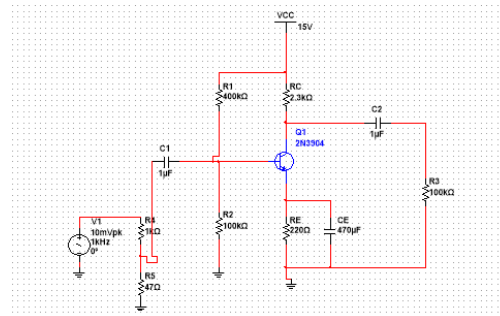 VCC
15V
R1
400kΩ
RC
2.3kΩ
C2
1µF
Q1
2N3904
C1
1µF
R3
100kΩ
V1
10mVpk
1kHz
0°
R4
1kΩ
R2
100kΩ
RE
220Ω
CE
470µF
R5
47Ω